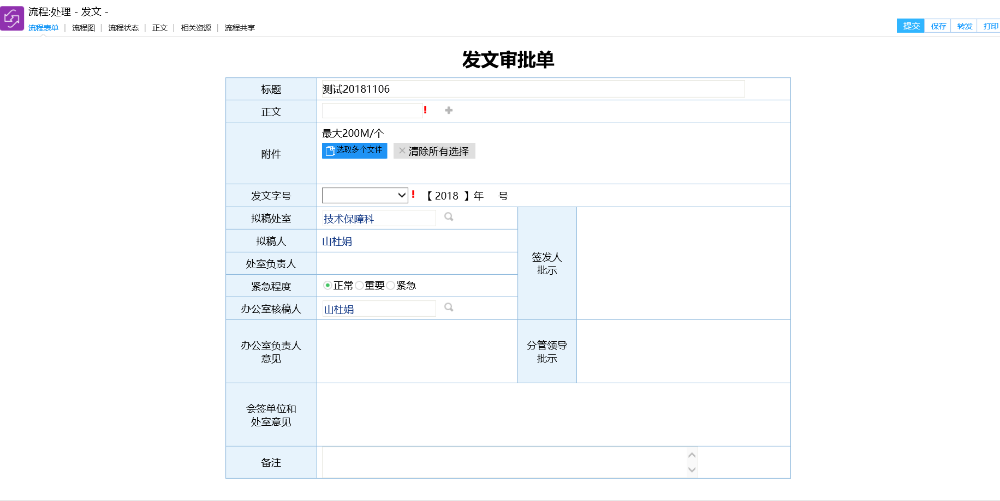 流程:处理 - 发文 -
流程表单 | 流程图 | 流程状态 | 正文 | 相关资源 | 流程共享
提交 保存 转发 打印
发文审批单
标题 测试20181106
正文 !
附件 最大200M/个
选取多个文件 清除所有选择
发文字号 ! 【 2018 】年 号
拟稿处室 技术保障科
拟稿人 山杜娟
处室负责人
签发人
批示
紧急程度 正常 重要 紧急
办公室核稿人 山杜娟
办公室负责人
意见
分管领导
批示
会签单位和
处室意见
备注